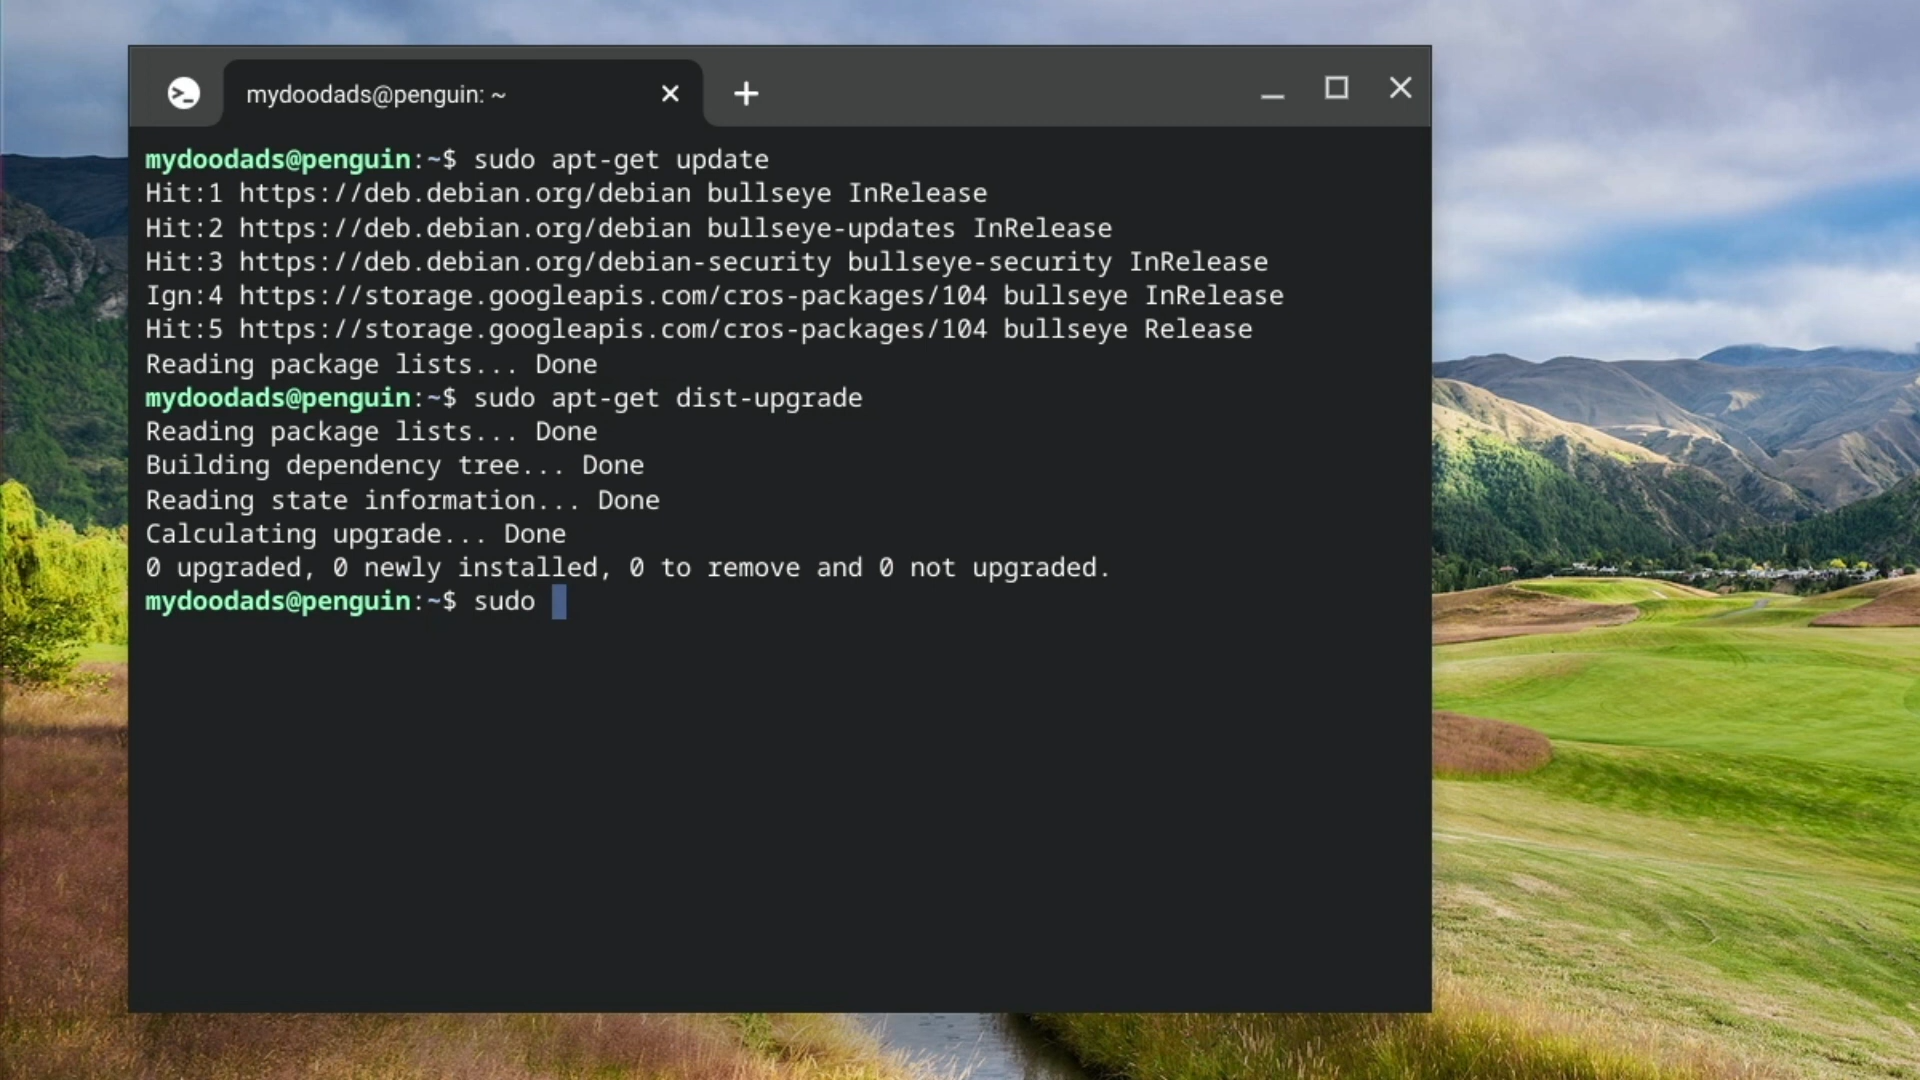 mydoodads@penguin: ~
mydoodads@penguin:~$ sudo apt-get update
Hit:1 https://deb.debian.org/debian bullseye InRelease
Hit:2 https://deb.debian.org/debian bullseye-updates InRelease
Hit:3 https://deb.debian.org/debian-security bullseye-security InRelease
Ign:4 https://storage.googleapis.com/cros-packages/104 bullseye InRelease
Hit:5 https://storage.googleapis.com/cros-packages/104 bullseye Release
Reading package lists... Done
mydoodads@penguin:~$ sudo apt-get dist-upgrade
Reading package lists... Done
Building dependency tree... Done
Reading state information... Done
Calculating upgrade... Done
0 upgraded, 0 newly installed, 0 to remove and 0 not upgraded.
mydoodads@penguin:~$ sudo